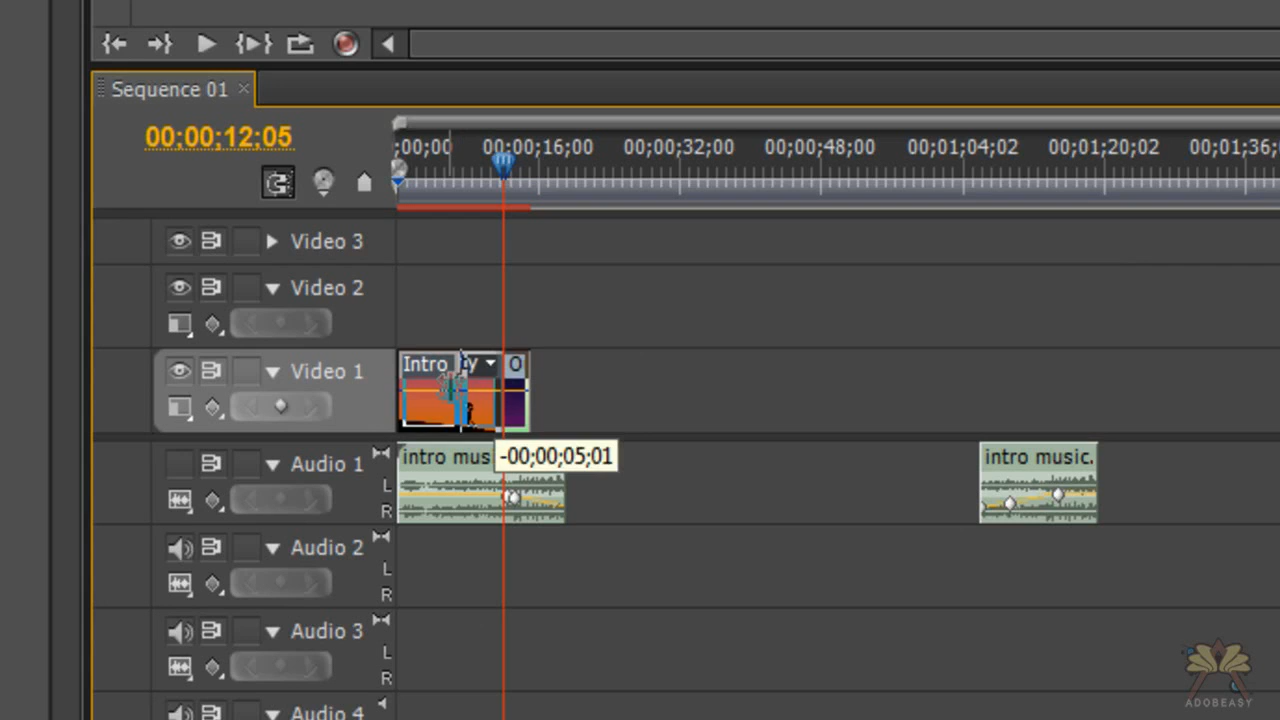 Sequence 01
00;00;12;05
;00;00 00;00;16;00 00;00;32;00 00;00;48;00 00;01;04;02 00;01;20;02 00;01;36;
Video 3
Video 2
Intro ty O
Video 1
-00;00;05;01
intro mus intro music.
Audio 1
L
R
Audio 2
L
R
Audio 3
L
R
Audio 4
ADOBEASY